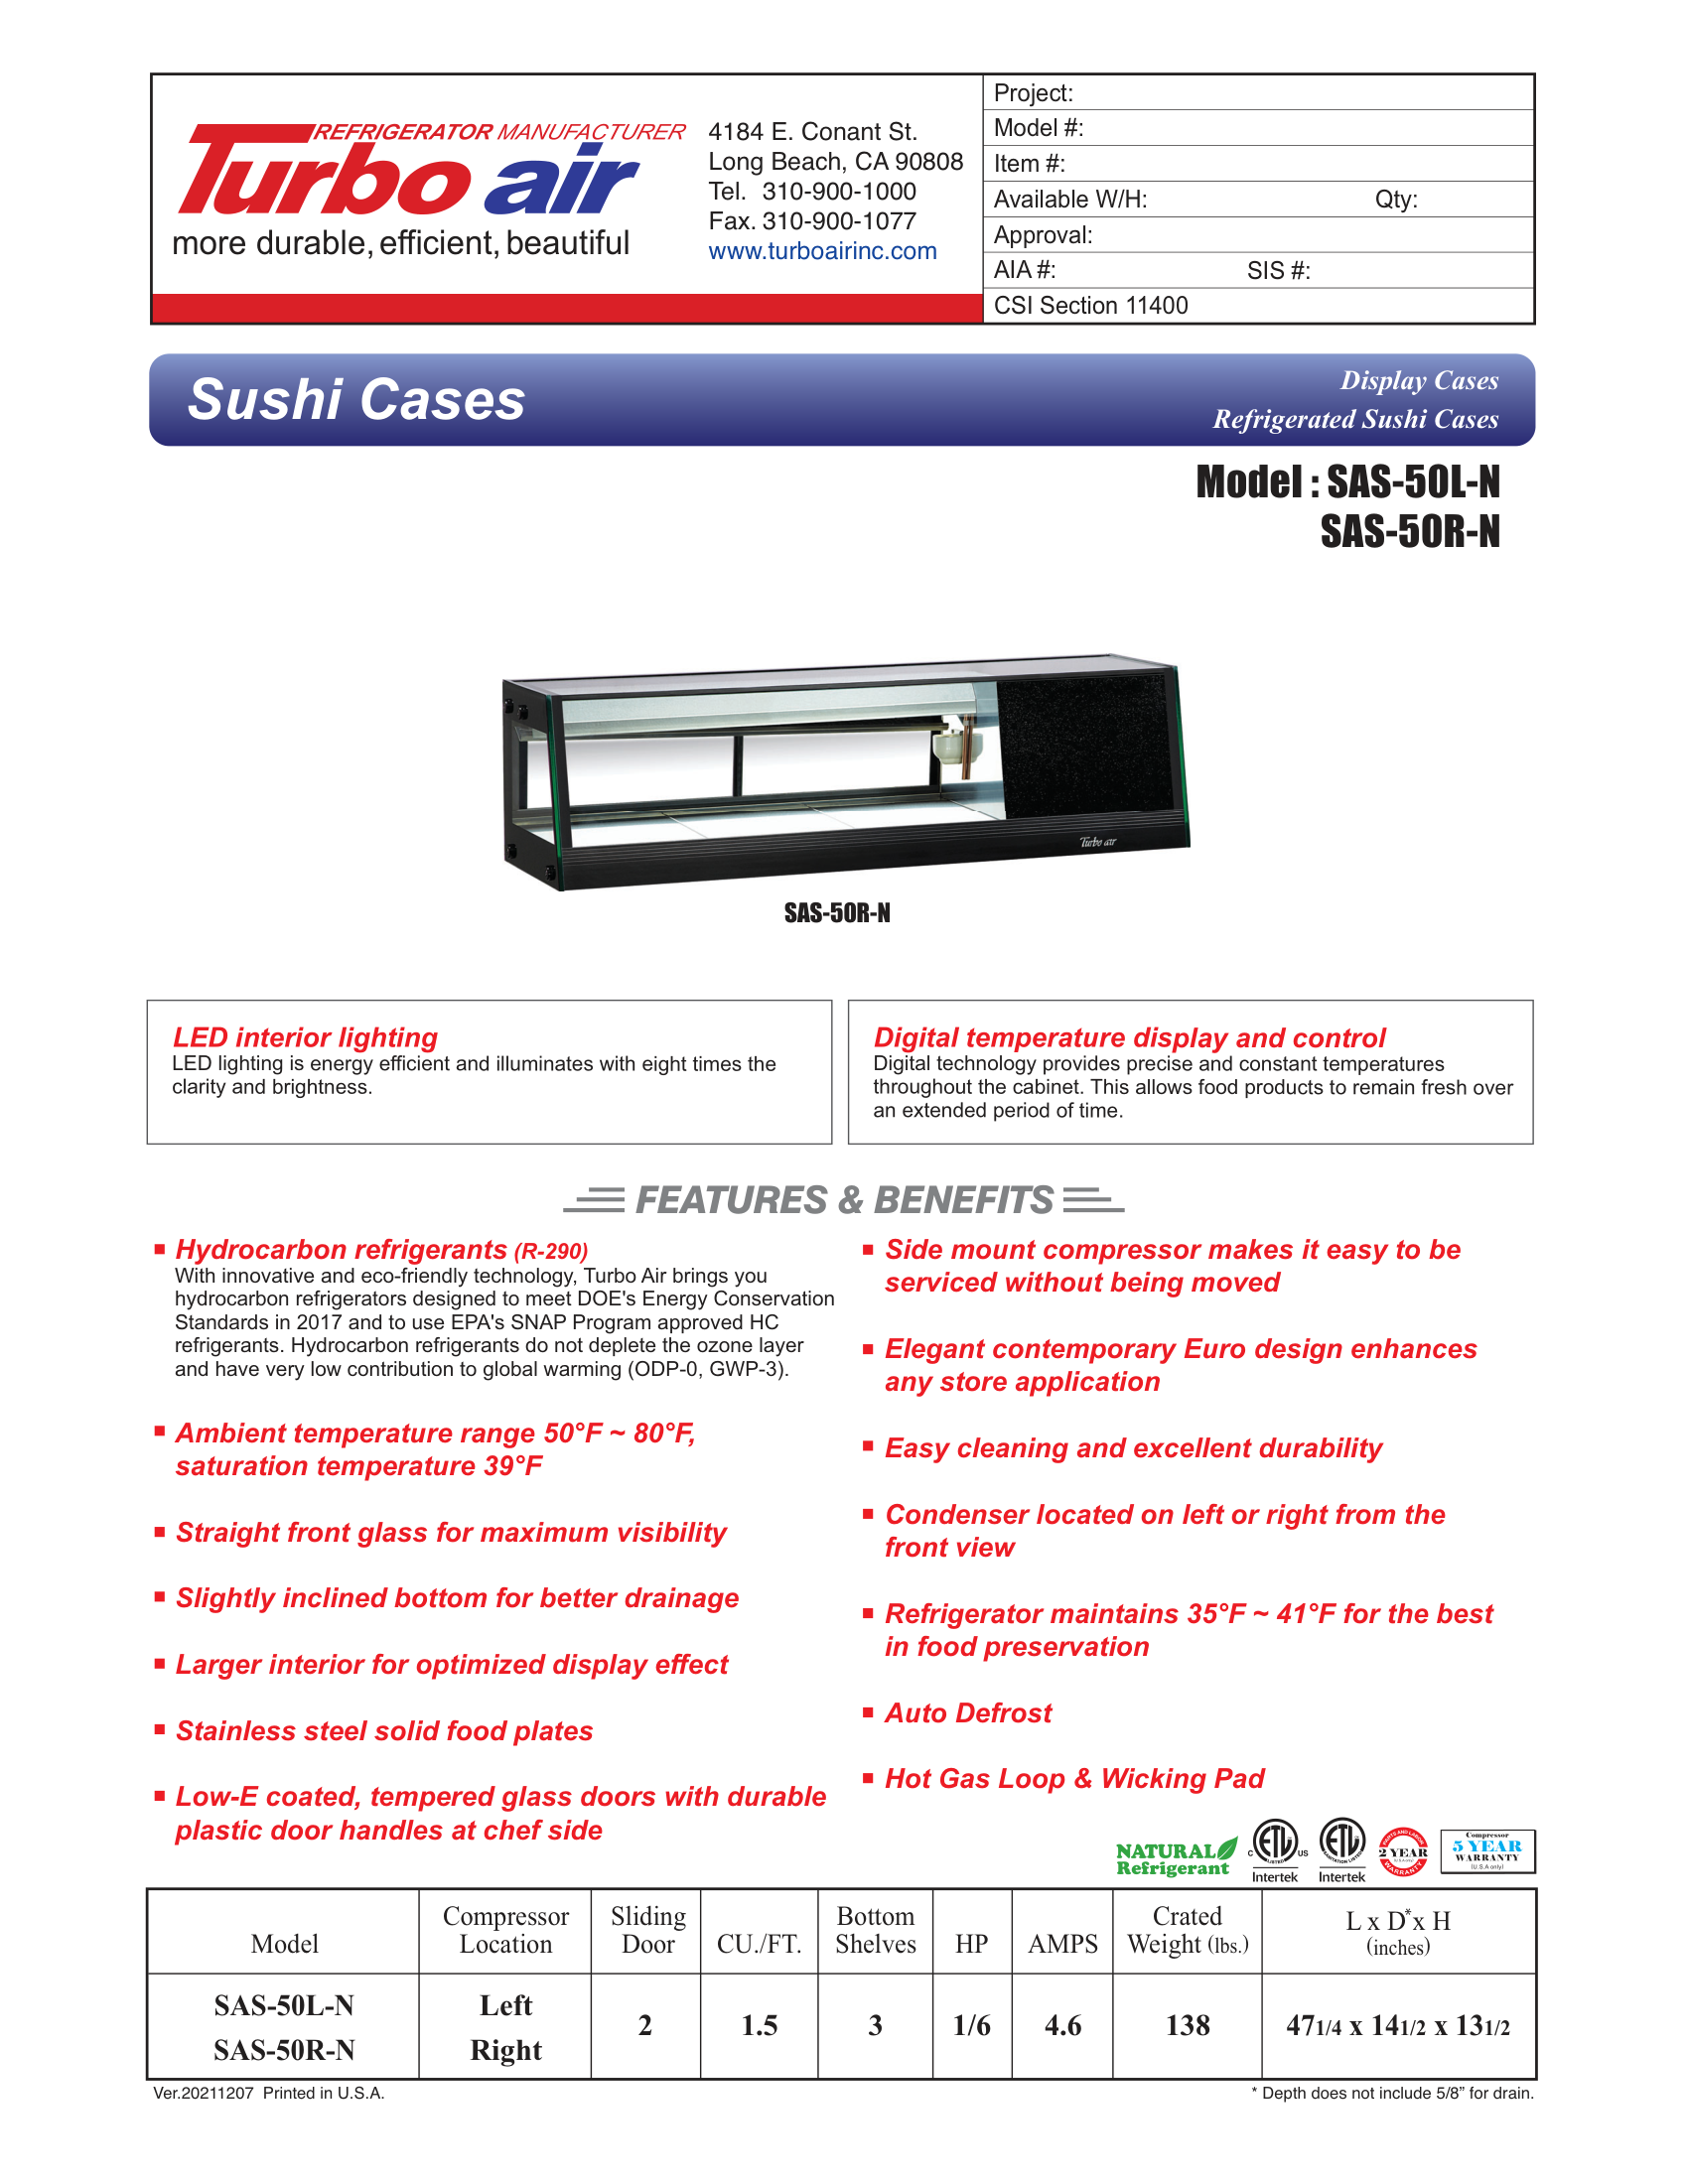 REFRIGERATOR MANUFACTURER
Turbo air
more durable, efficient, beautiful
4184 E. Conant St.
Long Beach, CA 90808
Tel. 310-900-1000
Fax. 310-900-1077
www.turboairinc.com
Project:
Model #:
Item #:
Available W/H: Qty:
Approval:
AIA #: SIS #:
CSI Section 11400
Sushi Cases
Display Cases
Refrigerated Sushi Cases
Model : SAS-50L-N
SAS-50R-N
Turbo air
SAS-50R-N
LED interior lighting
LED lighting is energy efficient and illuminates with eight times the
clarity and brightness.
Digital temperature display and control
Digital technology provides precise and constant temperatures
throughout the cabinet. This allows food products to remain fresh over
an extended period of time.
FEATURES & BENEFITS
Hydrocarbon refrigerants (R-290)
With innovative and eco-friendly technology, Turbo Air brings you
hydrocarbon refrigerators designed to meet DOE's Energy Conservation
Standards in 2017 and to use EPA's SNAP Program approved HC
refrigerants. Hydrocarbon refrigerants do not deplete the ozone layer
and have very low contribution to global warming (ODP-0, GWP-3).
Ambient temperature range 50°F ~ 80°F,
saturation temperature 39°F
Straight front glass for maximum visibility
Slightly inclined bottom for better drainage
Larger interior for optimized display effect
Stainless steel solid food plates
Low-E coated, tempered glass doors with durable
plastic door handles at chef side
Side mount compressor makes it easy to be
serviced without being moved
Elegant contemporary Euro design enhances
any store application
Easy cleaning and excellent durability
Condenser located on left or right from the
front view
Refrigerator maintains 35°F ~ 41°F for the best
in food preservation
Auto Defrost
Hot Gas Loop & Wicking Pad
NATURAL
Refrigerant
C ETL US
LISTED
Intertek
ETL
Intertek
PARTS AND LABOR
2 YEAR
WARRANTY
Compressor
5 YEAR
WARRANTY
(U.S.A only)
Model
Compressor
Location
Sliding
Door
CU./FT.
Bottom
Shelves
HP
AMPS
Crated
Weight (lbs.)
L x D* x H
(inches)
SAS-50L-N Left
SAS-50R-N Right
2 1.5 3 1/6 4.6 138 47 1/4 x 14 1/2 x 13 1/2
Ver.20211207 Printed in U.S.A.
* Depth does not include 5/8” for drain.